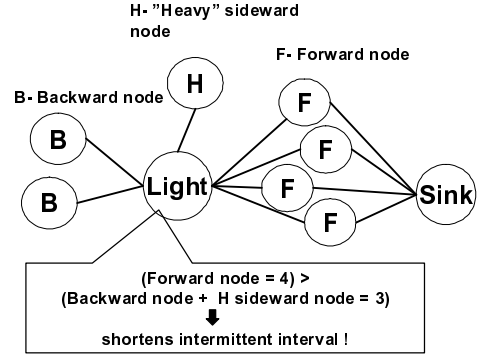 H- ”Heavy” sideward
node
F- Forward node
B- Backward node
H
F
B
F
Light
F
Sink
B
F
(Forward node = 4) >
(Backward node + H sideward node = 3)
shortens intermittent interval !